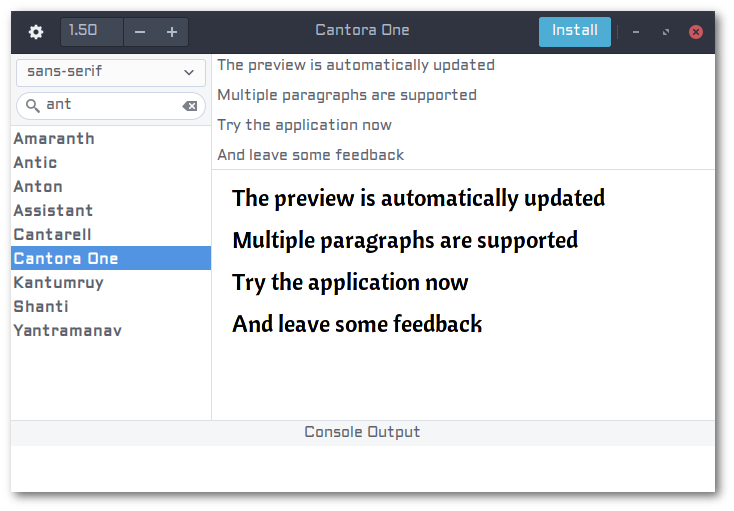 1.50
Cantora One
Install
sans-serif
ant
Amaranth
Antic
Anton
Assistant
Cantarell
Cantora One
Kantumruy
Shanti
Yantramanav
The preview is automatically updated
Multiple paragraphs are supported
Try the application now
And leave some feedback
The preview is automatically updated
Multiple paragraphs are supported
Try the application now
And leave some feedback
Console Output